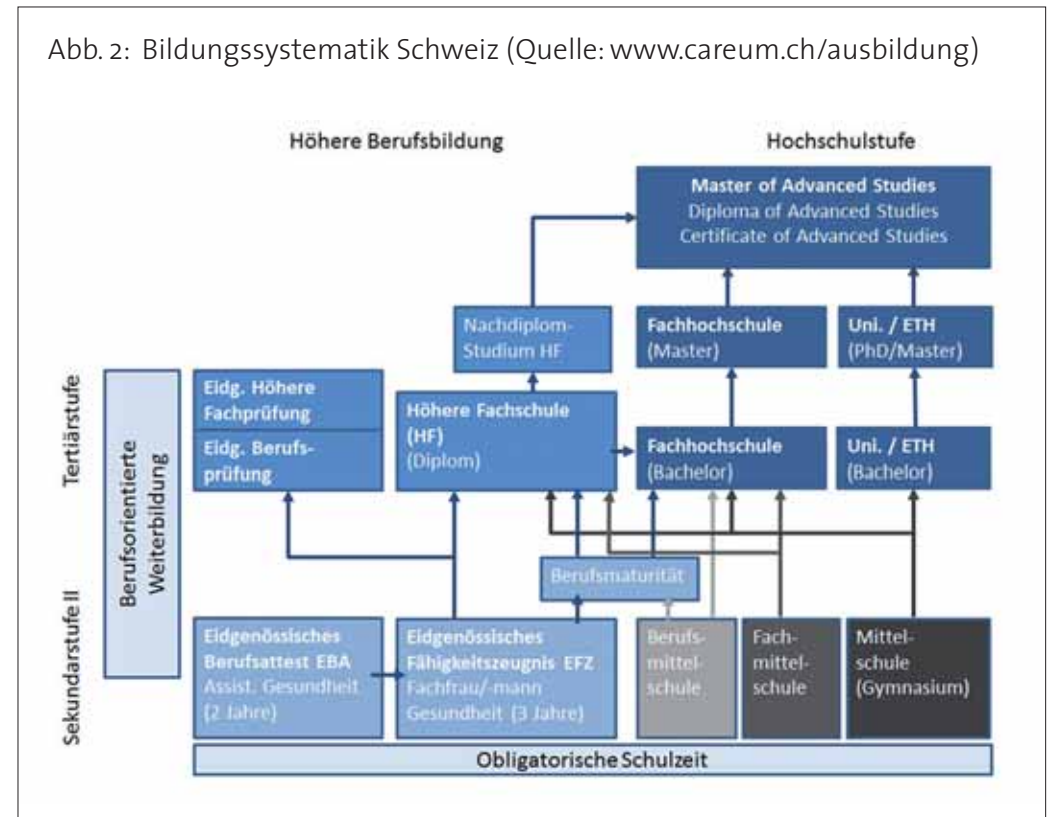 Abb. 2: Bildungssystematik Schweiz (Quelle: www.careum.ch/ausbildung)
Höhere Berufsbildung
Hochschulstufe
Master of Advanced Studies
Diploma of Advanced Studies
Certificate of Advanced Studies
Nachdiplom-
Studium HF
Fachhochschule
(Master)
Uni. / ETH
(PhD/Master)
Tertiärstufe
Berufsorientierte
Weiterbildung
Eidg. Höhere
Fachprüfung
Eidg. Berufs-
prüfung
Höhere Fachschule
(HF)
(Diplom)
Fachhochschule
(Bachelor)
Uni. / ETH
(Bachelor)
Berufsmaturität
Sekundarstufe II
Eidgenössisches
Berufsattest EBA
Assist. Gesundheit
(2 Jahre)
Eidgenössisches
Fähigkeitszeugnis EFZ
Fachfrau/-mann
Gesundheit (3 Jahre)
Berufs-
mittel-
schule
Fach-
mittel-
schule
Mittel-
schule
(Gymnasium)
Obligatorische Schulzeit